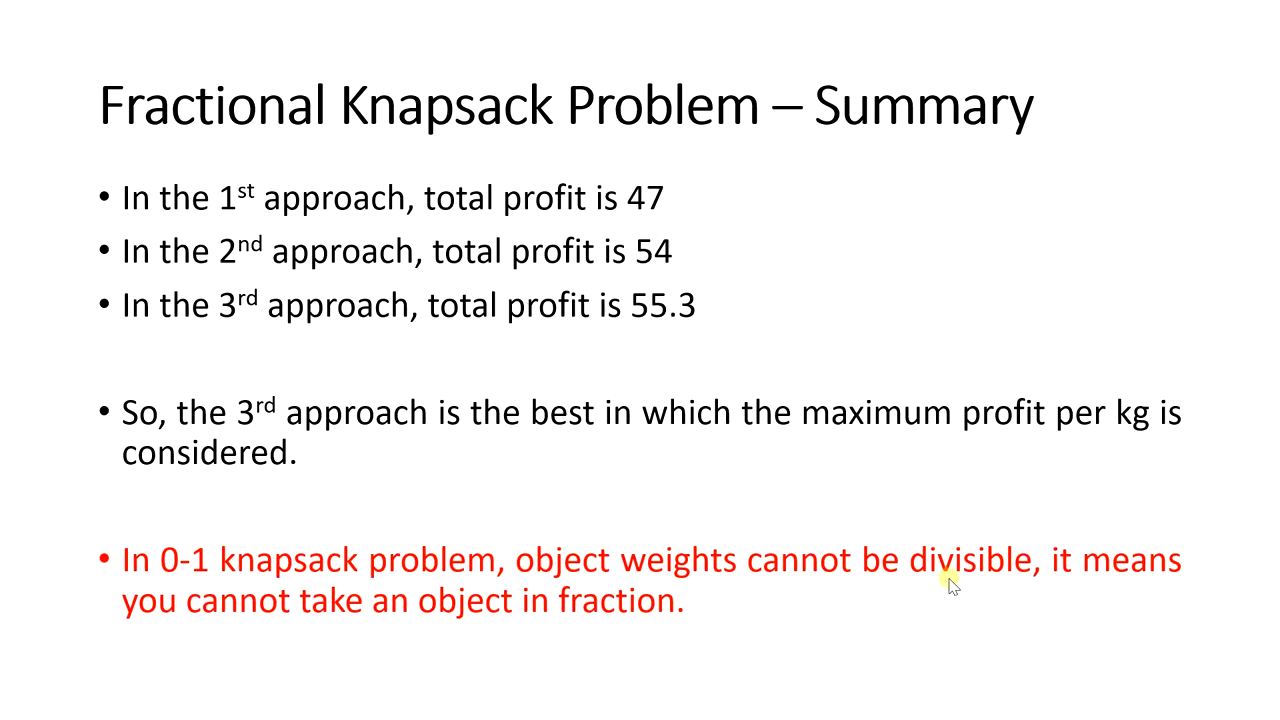 Fractional Knapsack Problem – Summary
• In the 1st approach, total profit is 47
• In the 2nd approach, total profit is 54
• In the 3rd approach, total profit is 55.3
• So, the 3rd approach is the best in which the maximum profit per kg is
considered.
• In 0-1 knapsack problem, object weights cannot be divisible, it means
you cannot take an object in fraction.